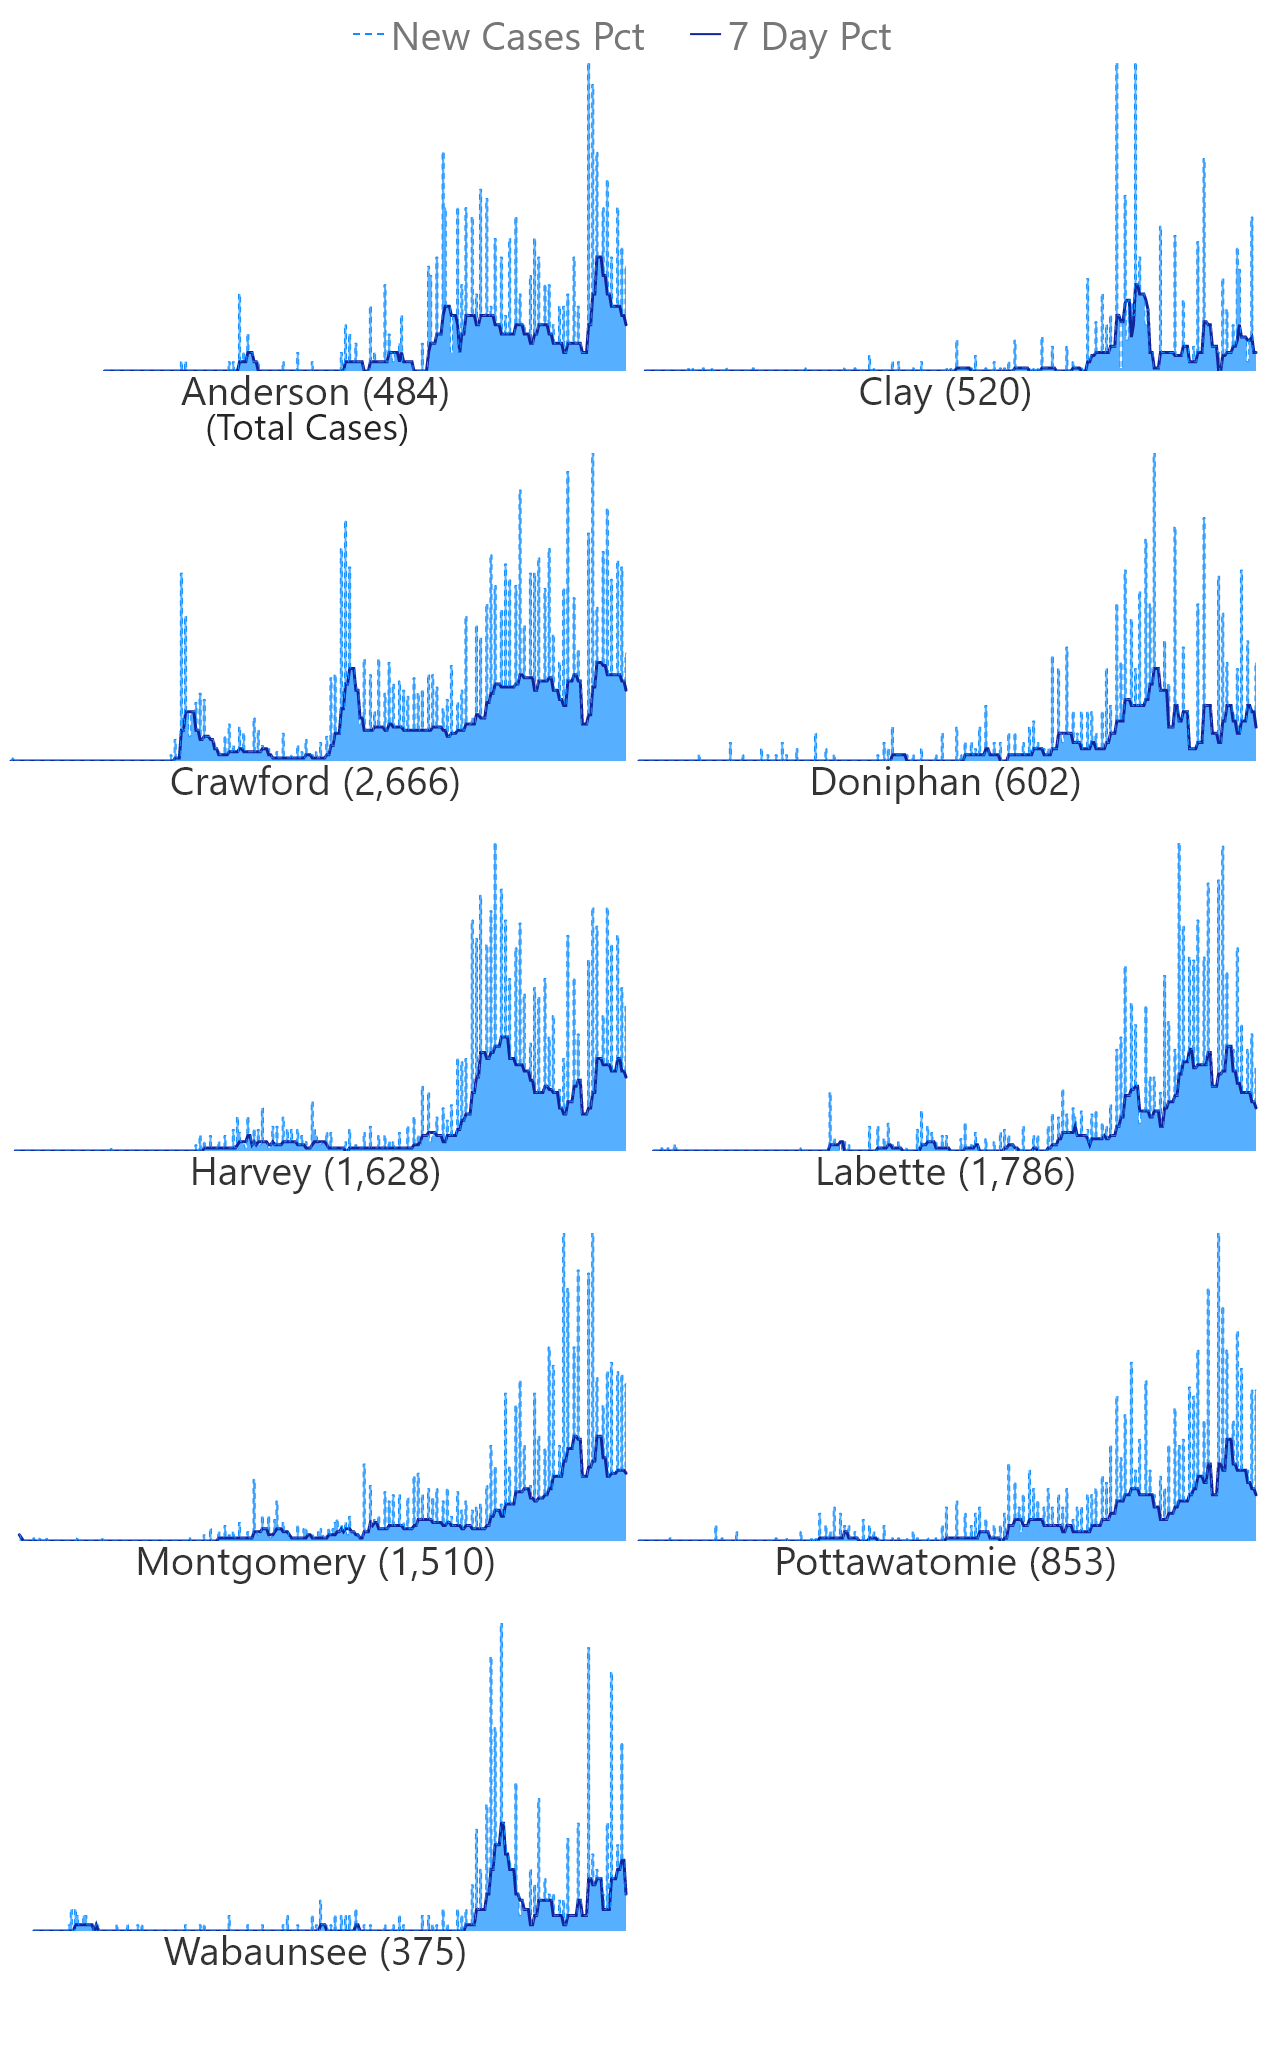 New Cases Pct 7 Day Pct
Anderson (484) Clay (520)
(Total Cases)
Crawford (2,666) Doniphan (602)
Harvey (1,628) Labette (1,786)
Montgomery (1,510) Pottawatomie (853)
Wabaunsee (375)